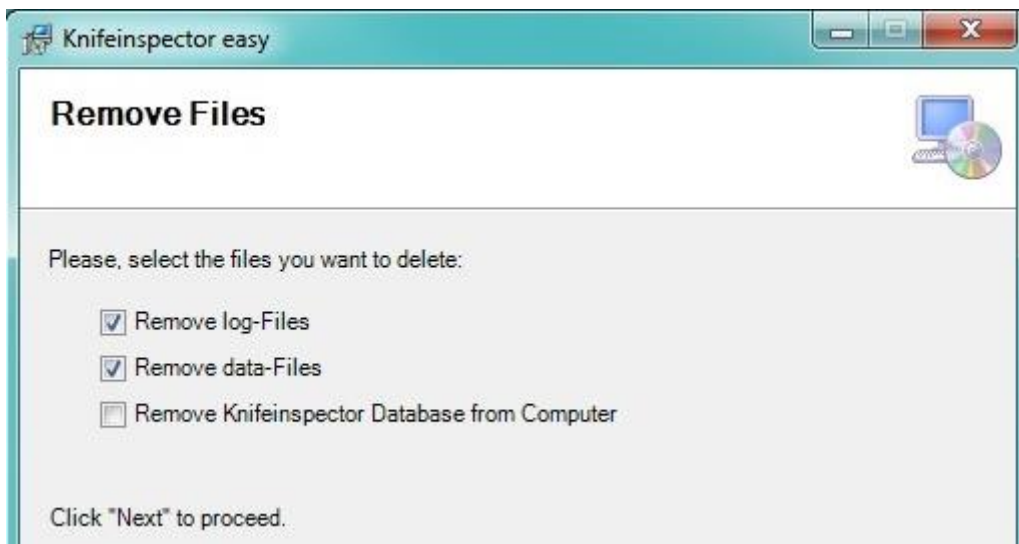 Knifeinspector easy
Remove Files
Please, select the files you want to delete:
Remove log-Files
Remove data-Files
Remove Knifeinspector Database from Computer
Click "Next" to proceed.